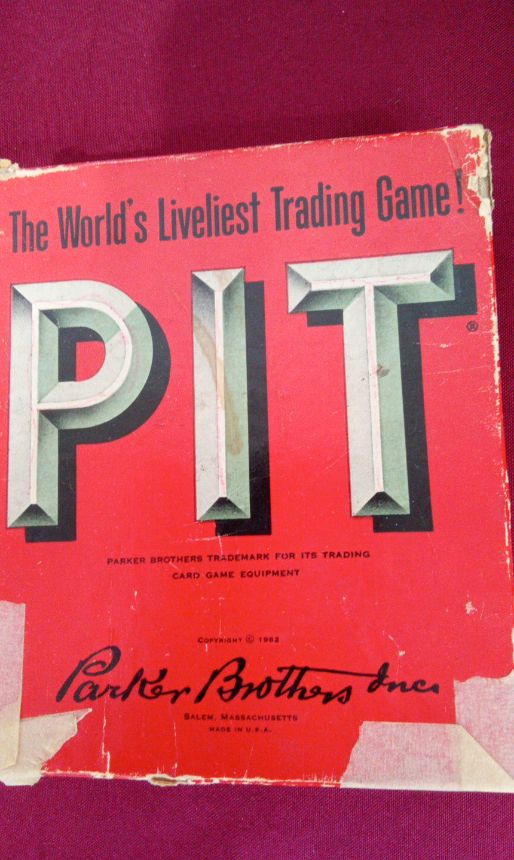 The World's Liveliest Trading Game!
PIT
®
PARKER BROTHERS TRADEMARK FOR ITS TRADING
CARD GAME EQUIPMENT
COPYRIGHT © 1962
Parker Brothers Inc.
SALEM, MASSACHUSETTS
MADE IN U.S.A.